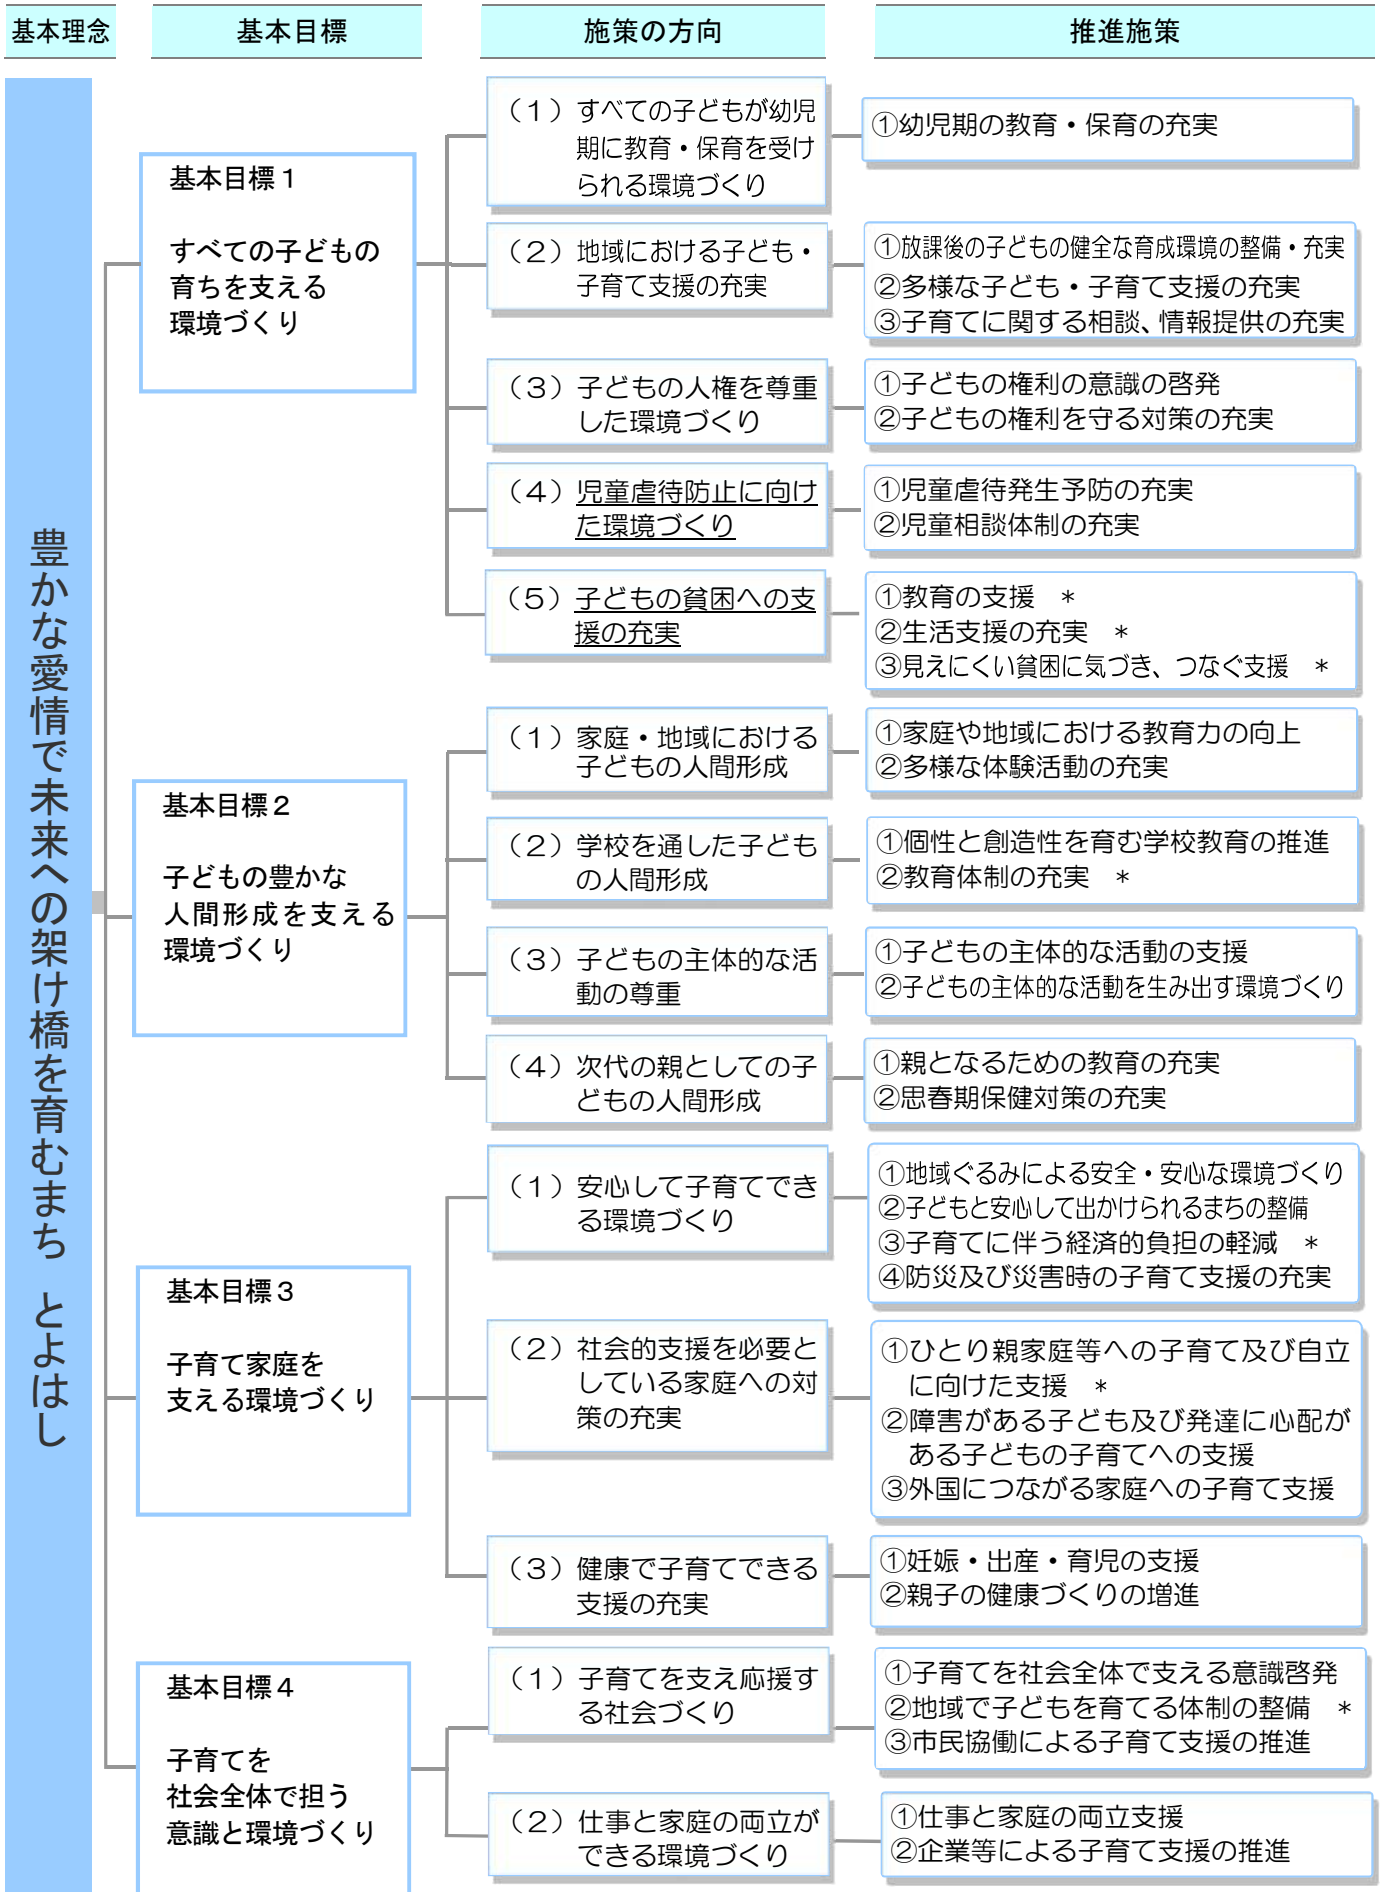 基本理念
基本目標
施策の方向
推進施策
豊かな愛情で未来への架け橋を育むまち　とよはし
基本目標１
すべての子どもの
育ちを支える
環境づくり
（１）すべての子どもが幼児
期に教育・保育を受け
られる環境づくり
①幼児期の教育・保育の充実
（２）地域における子ども・
子育て支援の充実
①放課後の子どもの健全な育成環境の整備・充実
②多様な子ども・子育て支援の充実
③子育てに関する相談、情報提供の充実
（３）子どもの人権を尊重
した環境づくり
①子どもの権利の意識の啓発
②子どもの権利を守る対策の充実
（４）児童虐待防止に向け
た環境づくり
①児童虐待発生予防の充実
②児童相談体制の充実
（５）子どもの貧困への支
援の充実
①教育の支援　＊
②生活支援の充実　＊
③見えにくい貧困に気づき、つなぐ支援　＊
基本目標２
子どもの豊かな
人間形成を支える
環境づくり
（１）家庭・地域における
子どもの人間形成
①家庭や地域における教育力の向上
②多様な体験活動の充実
（２）学校を通した子ども
の人間形成
①個性と創造性を育む学校教育の推進
②教育体制の充実　＊
（３）子どもの主体的な活
動の尊重
①子どもの主体的な活動の支援
②子どもの主体的な活動を生み出す環境づくり
（４）次代の親としての子
どもの人間形成
①親となるための教育の充実
②思春期保健対策の充実
基本目標３
子育て家庭を
支える環境づくり
（１）安心して子育てでき
る環境づくり
①地域ぐるみによる安全・安心な環境づくり
②子どもと安心して出かけられるまちの整備
③子育てに伴う経済的負担の軽減　＊
④防災及び災害時の子育て支援の充実
（２）社会的支援を必要と
している家庭への対
策の充実
①ひとり親家庭等への子育て及び自立
に向けた支援　＊
②障害がある子ども及び発達に心配が
ある子どもの子育てへの支援
③外国につながる家庭への子育て支援
（３）健康で子育てできる
支援の充実
①妊娠・出産・育児の支援
②親子の健康づくりの増進
基本目標４
子育てを
社会全体で担う
意識と環境づくり
（１）子育てを支え応援す
る社会づくり
①子育てを社会全体で支える意識啓発
②地域で子どもを育てる体制の整備　＊
③市民協働による子育て支援の推進
（２）仕事と家庭の両立が
できる環境づくり
①仕事と家庭の両立支援
②企業等による子育て支援の推進